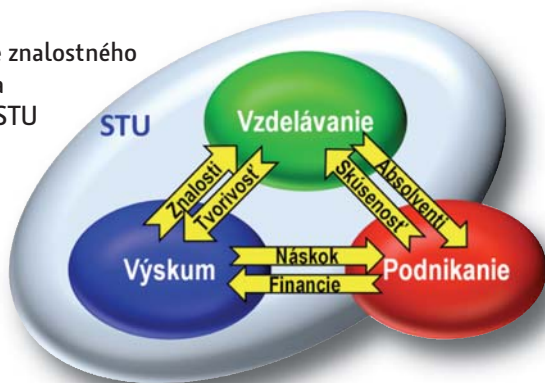 znalostného
a
STU
STU
Vzdelávanie
Znalosti
Tvorivosť
Skúsenosť
Absolventi
Výskum
Náskok
Financie
Podnikanie